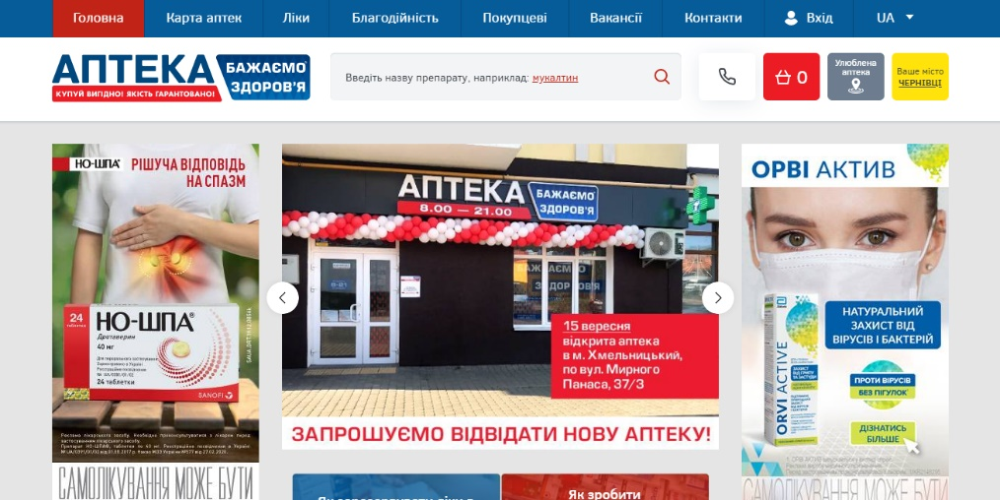 Головна
Карта аптек
Ліки
Благодійність
Покупцеві
Вакансії
Контакти
Вхід
UA
АПТЕКА
БАЖАЄМО
ЗДОРОВ'Я
КУПУЙ ВИГІДНО! ЯКІСТЬ ГАРАНТОВАНО!
Введіть назву препарату, наприклад: мукалтин
0
Улюблена
аптека
Ваше місто
ЧЕРНІВЦІ
НО-ШПА
РІШУЧА ВІДПОВІДЬ
НА СПАЗМ
24
таблетки
НО-ШПА
Дротаверин
40 мг
24 таблетки
SANOFI
САМОЛІКУВАННЯ МОЖЕ БУТИ
АПТЕКА
8.00 — 21.00
БАЖАЄМО
ЗДОРОВ'Я
БАЖАЄМО
ЗДОРОВ'Я
15 вересня
відкрита аптека
в м. Хмельницький,
по вул. Мирного
Панаса, 37/3
ЗАПРОШУЄМО ВІДВІДАТИ НОВУ АПТЕКУ!
Як зробити
ОРВІ АКТИВ
НАТУРАЛЬНИЙ
ЗАХИСТ ВІД
ВІРУСІВ І БАКТЕРІЙ
ORVI ACTIVE
ПРОТИ ВІРУСІВ
БЕЗ ПІГУЛОК
ДІЗНАТИСЬ
БІЛЬШЕ
САМОЛІКУВАННЯ МОЖЕ БУТИ